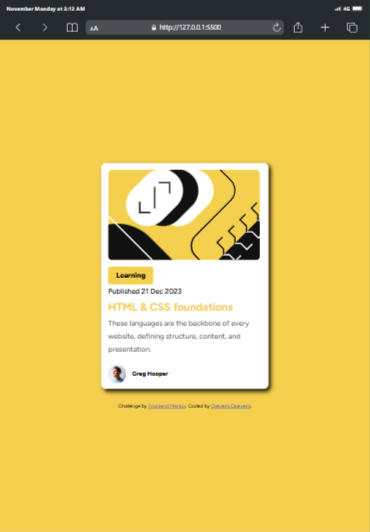 November Monday at 3:12 AM
4G
AA
http://127.0.0.1:5500
Learning
Published 21 Dec 2023
HTML & CSS foundations
These languages are the backbone of every
website, defining structure, content, and
presentation.
Greg Hooper
Challenge by Frontend Mentor. Coded by